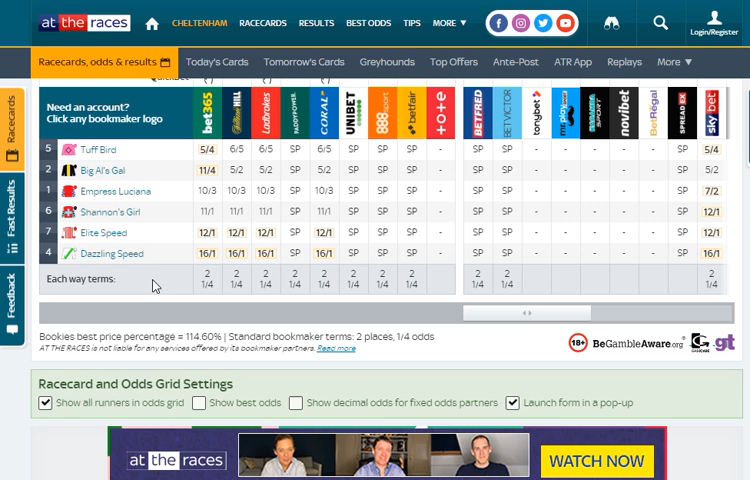 at the races
CHELTENHAM RACECARDS RESULTS BEST ODDS TIPS MORE ▼
Login/Register
Racecards, odds & results Today's Cards Tomorrow's Cards Greyhounds Top Offers Ante-Post ATR App Replays More ▼
Racecards
Fast Results
Feedback
Need an account?
Click any bookmaker logo
bet365 William HILL Ladbrokes PADDYPOWER CORAL UNIBET 888sport betfair tote BETFRED BETVICTOR tonybet novibet BetRegal SPREADEX sky bet
5 Tuff Bird 5/4 6/5 6/5 SP 6/5 SP SP SP - SP SP - - - - - SP 5/4
2 Big Al's Gal 11/4 5/2 5/2 SP 5/2 SP SP SP - SP SP - - - - - SP 5/2
1 Empress Luciana 10/3 10/3 10/3 SP 10/3 SP SP SP - SP SP - - - - - SP 7/2
6 Shannon's Girl 11/1 11/1 11/1 SP 11/1 SP SP SP - SP SP - - - - - SP 12/1
7 Elite Speed 12/1 12/1 12/1 SP 12/1 SP SP SP - SP SP - - - - - SP 12/1
4 Dazzling Speed 16/1 16/1 16/1 SP 16/1 SP SP SP - SP SP - - - - - SP 16/1
Each way terms: 2 2 2 2 2 2 2 2 2 2 2
1/4 1/4 1/4 1/4 1/4 1/4 1/4 1/4 1/4 1/4 1/4
Bookies best price percentage = 114.60% | Standard bookmaker terms: 2 places, 1/4 odds
AT THE RACES is not liable for any services offered by its bookmaker partners. Read more
18+ BeGambleAware.org GAMCARE gt
Racecard and Odds Grid Settings
Show all runners in odds grid Show best odds Show decimal odds for fixed odds partners Launch form in a pop-up
at the races WATCH NOW